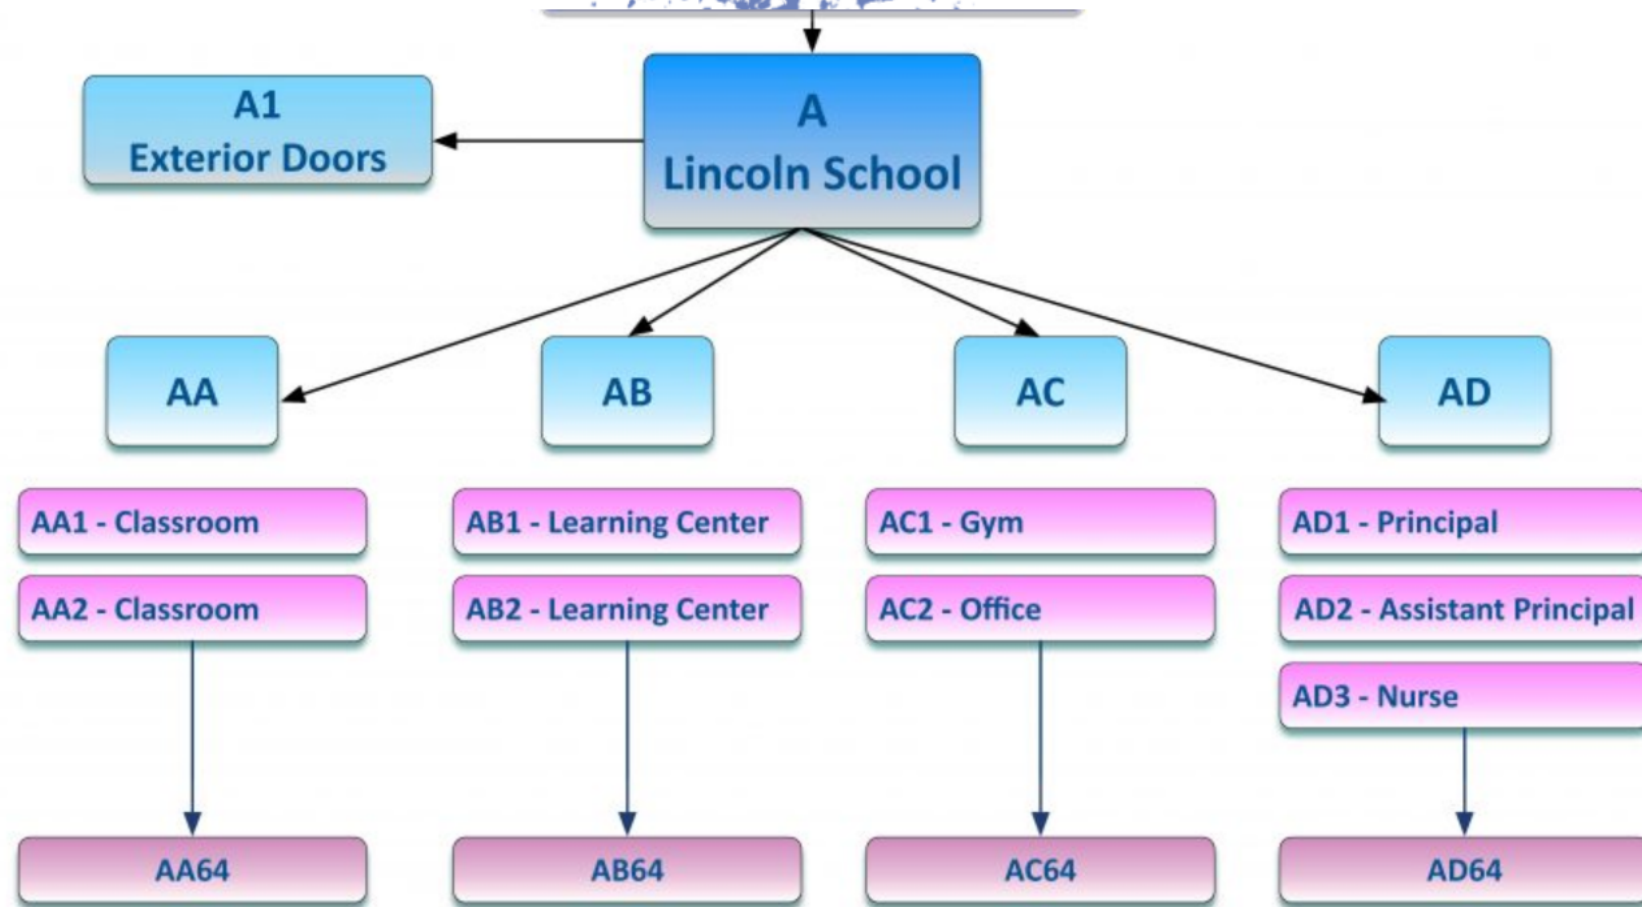 A
Lincoln School
A1
Exterior Doors
AA
AB
AC
AD
AA1 - Classroom
AB1 - Learning Center
AC1 - Gym
AD1 - Principal
AA2 - Classroom
AB2 - Learning Center
AC2 - Office
AD2 - Assistant Principal
AD3 - Nurse
AA64
AB64
AC64
AD64